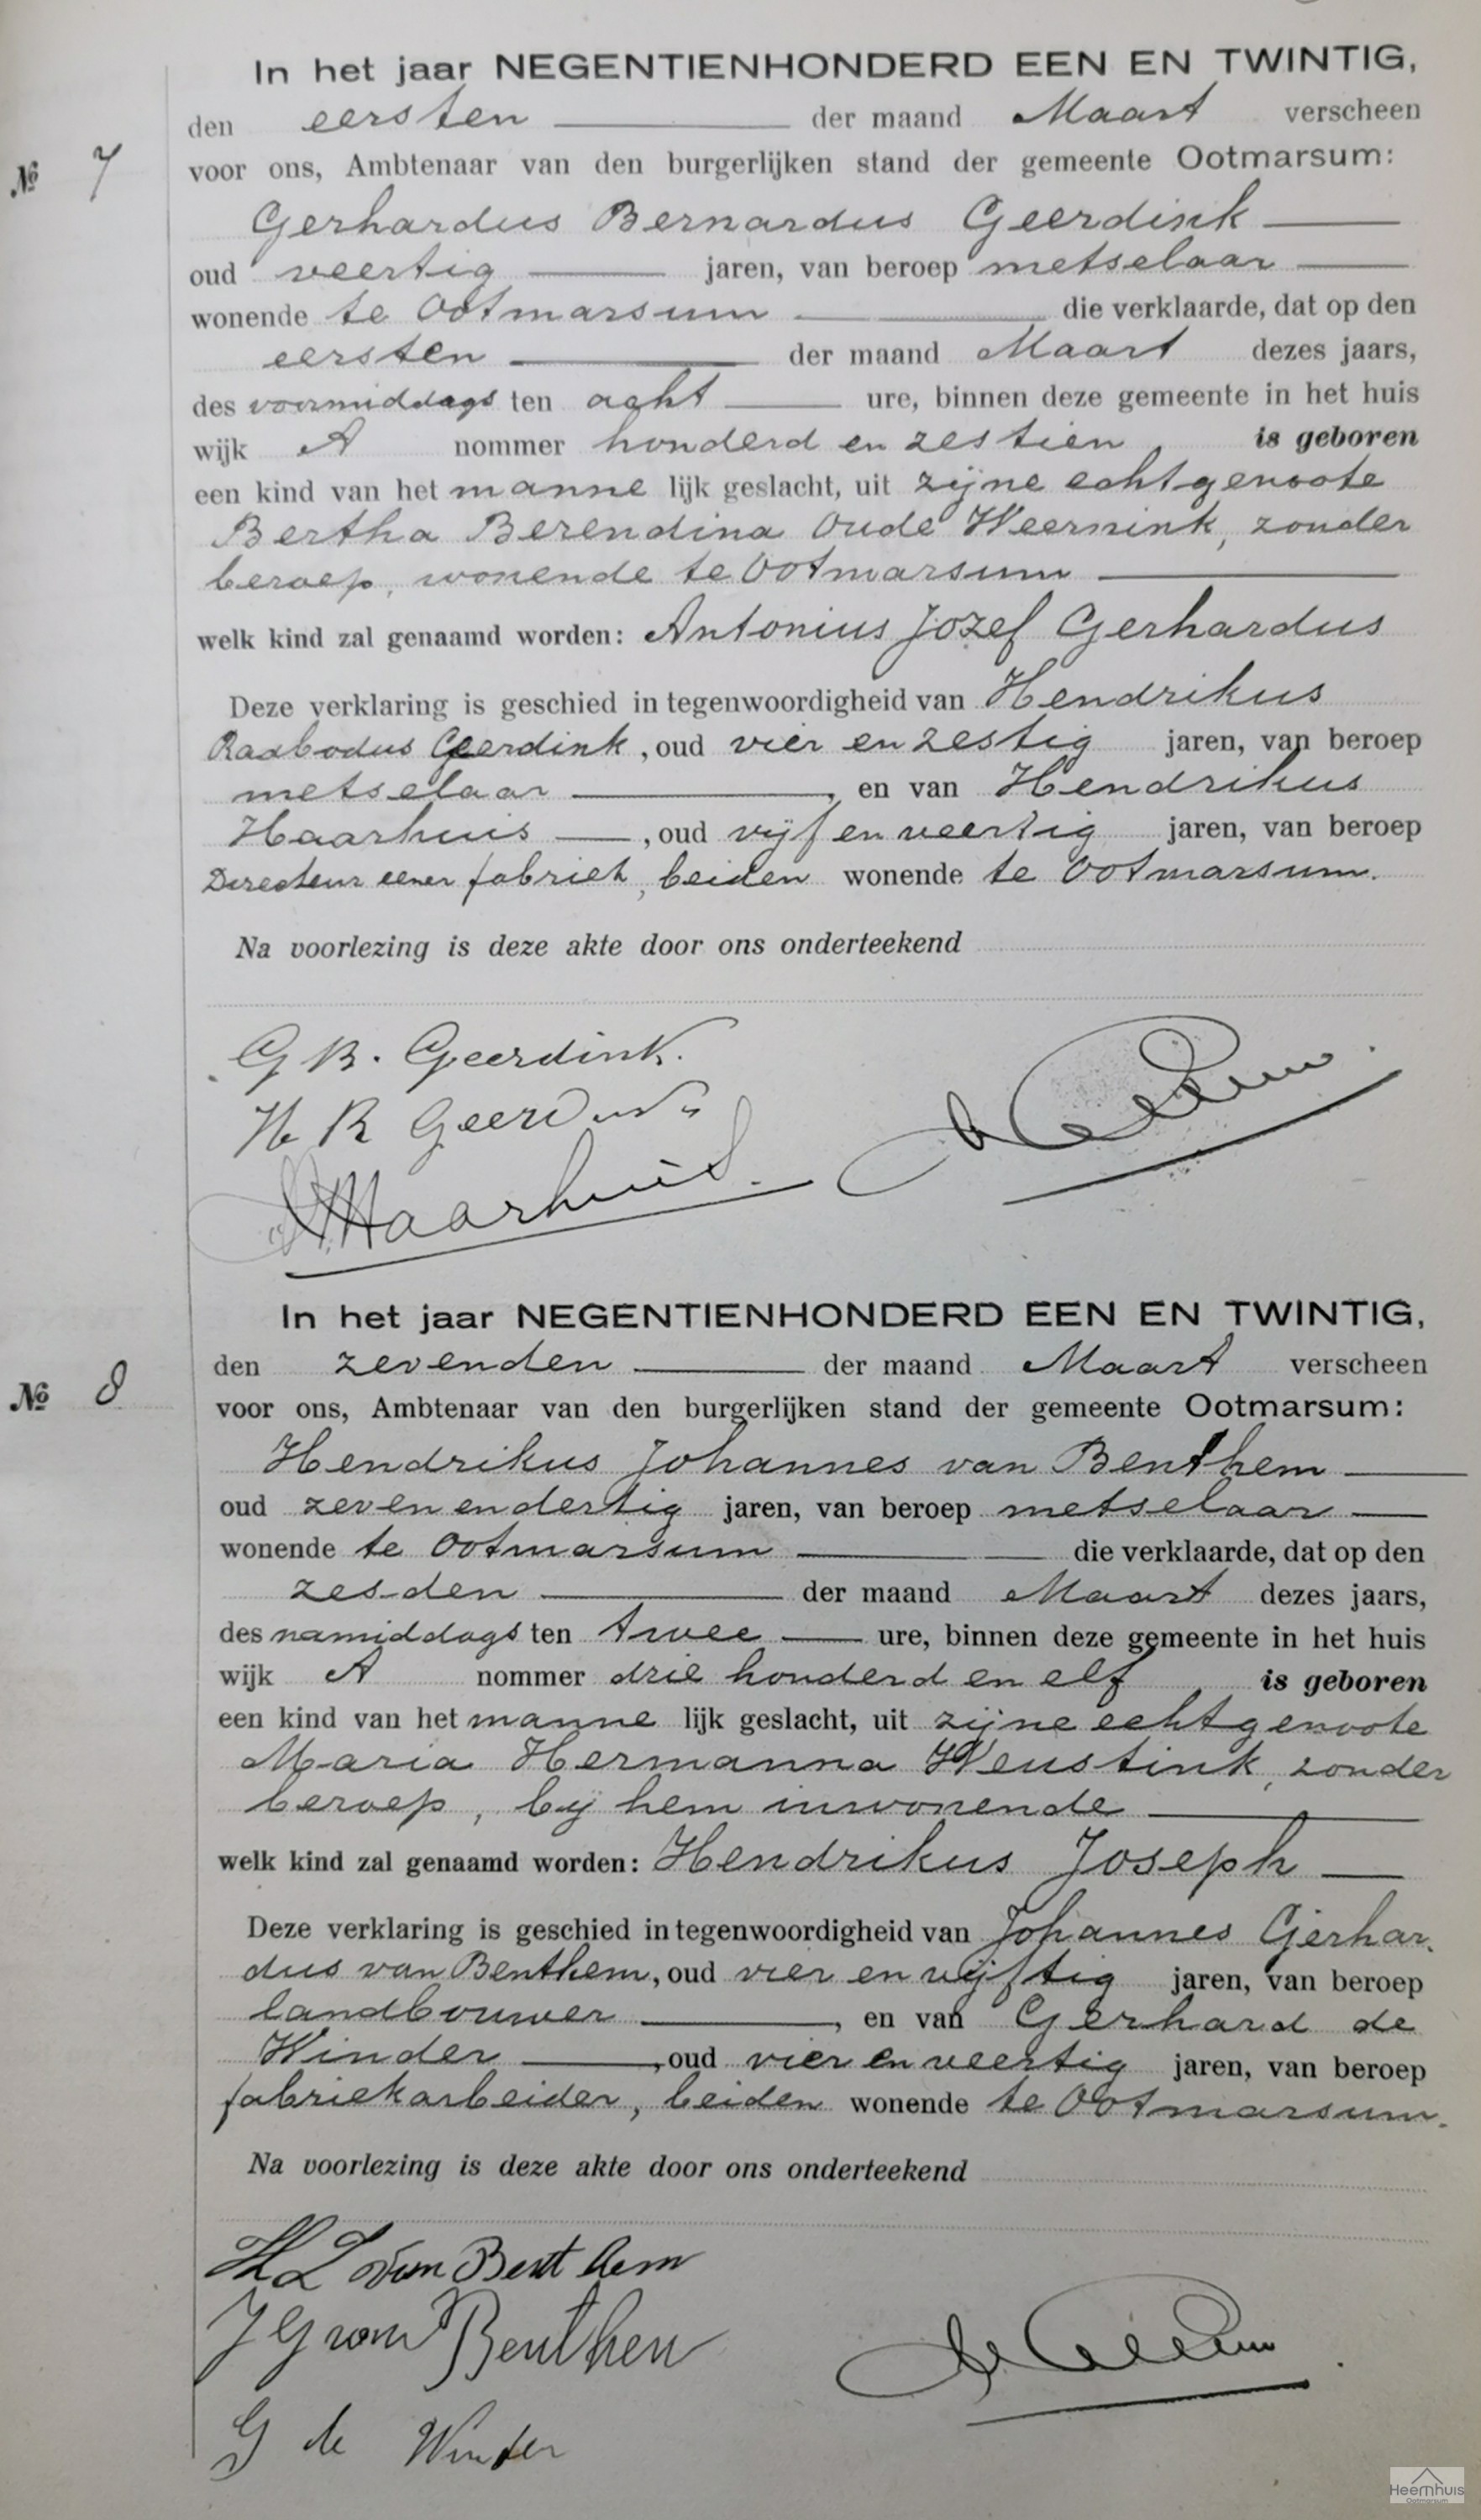 In het jaar NEGENTIENHONDERD EEN EN TWINTIG,
den eersten der maand Maart verscheen
№ 7
voor ons, Ambtenaar van den burgerlijken stand der gemeente Ootmarsum:
Gerhardus Bernardus Geerdink
oud veertig jaren, van beroep metselaar
wonende te Ootmarsum die verklaarde, dat op den
eersten der maand Maart dezes jaars,
des voormiddags ten acht ure, binnen deze gemeente in het huis
wijk A nommer honderd en zestien is geboren
een kind van het manne lijk geslacht, uit zijne echtgenoote
Bertha Berendina Oude Weernink, zonder
beroep, wonende te Ootmarsum
welk kind zal genaamd worden: Antonius Jozef Gerhardus
Deze verklaring is geschied in tegenwoordigheid van Hendrikus
Radbodus Geerdink, oud vier en zestig jaren, van beroep
metselaar, en van Hendrikus
Haarhuis, oud vijf en veertig jaren, van beroep
Directeur eener fabriek, beiden wonende te Ootmarsum.
Na voorlezing is deze akte door ons onderteekend
G B. Geerdink.
H R Geerdink
Haarhuis.
In het jaar NEGENTIENHONDERD EEN EN TWINTIG,
den zevenden der maand Maart verscheen
№ 8
voor ons, Ambtenaar van den burgerlijken stand der gemeente Ootmarsum:
Hendrikus Johannes van Benthem
oud zeven en dertig jaren, van beroep metselaar
wonende te Ootmarsum die verklaarde, dat op den
zesden der maand Maart dezes jaars,
des namiddags ten twee ure, binnen deze gemeente in het huis
wijk A nommer drie honderd en elf is geboren
een kind van het manne lijk geslacht, uit zijne echtgenoote
Maria Hermanna Weustink, zonder
beroep, bij hem inwonende
welk kind zal genaamd worden: Hendrikus Joseph
Deze verklaring is geschied in tegenwoordigheid van Johannes Gerhar-
dus van Benthem, oud vier en vijftig jaren, van beroep
landbouwer, en van Gerhard de
Winder, oud vier en veertig jaren, van beroep
fabriekarbeider, beiden wonende te Ootmarsum.
Na voorlezing is deze akte door ons onderteekend
van Benthem
J G van Benthem
G de Winder
Heemhuis
Ootmarsum